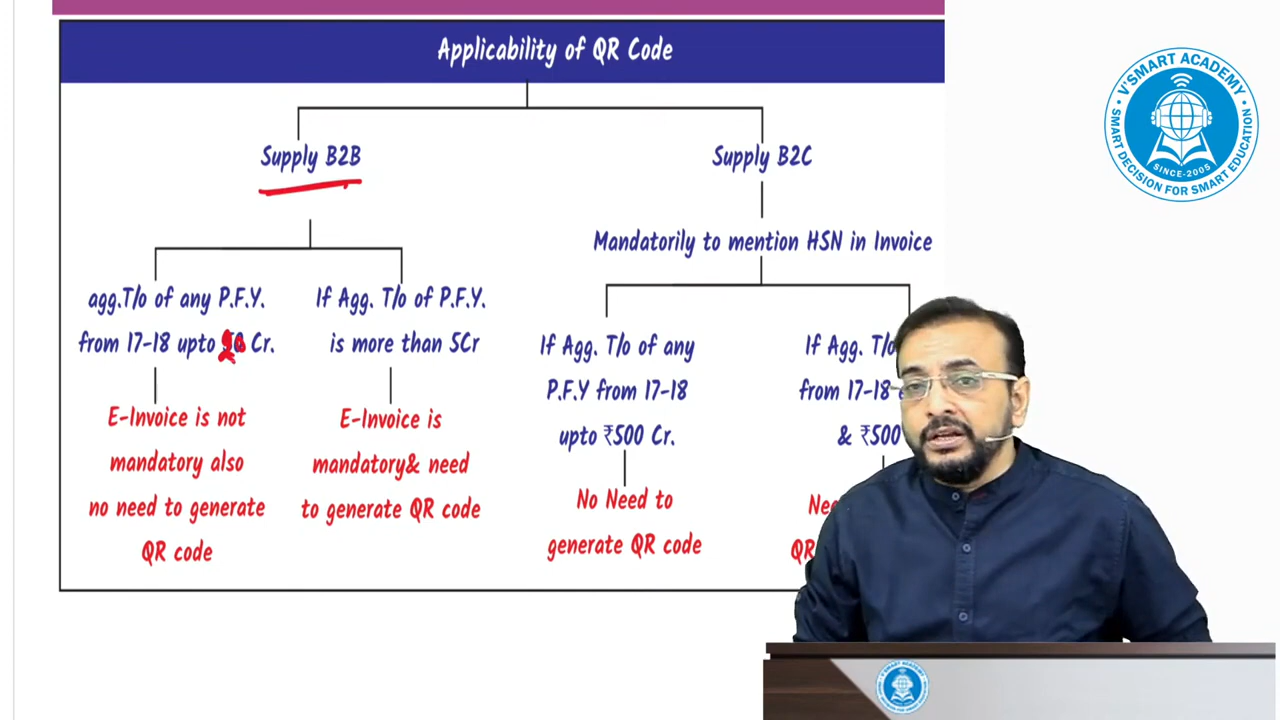 Applicability of QR Code
Supply B2B
Supply B2C
Mandatorily to mention HSN in Invoice
agg.T/o of any P.F.Y.
from 17-18 upto Cr.
If Agg. T/o of P.F.Y.
is more than 5Cr
If Agg. T/o of any
P.F.Y from 17-18
upto ₹500 Cr.
If Agg. T/o
from 17-18
& ₹500
E-Invoice is not
mandatory also
no need to generate
QR code
E-Invoice is
mandatory& need
to generate QR code
No Need to
generate QR code
QR
V'SMART ACADEMY
SINCE-2005
SMART DECISION FOR SMART EDUCATION